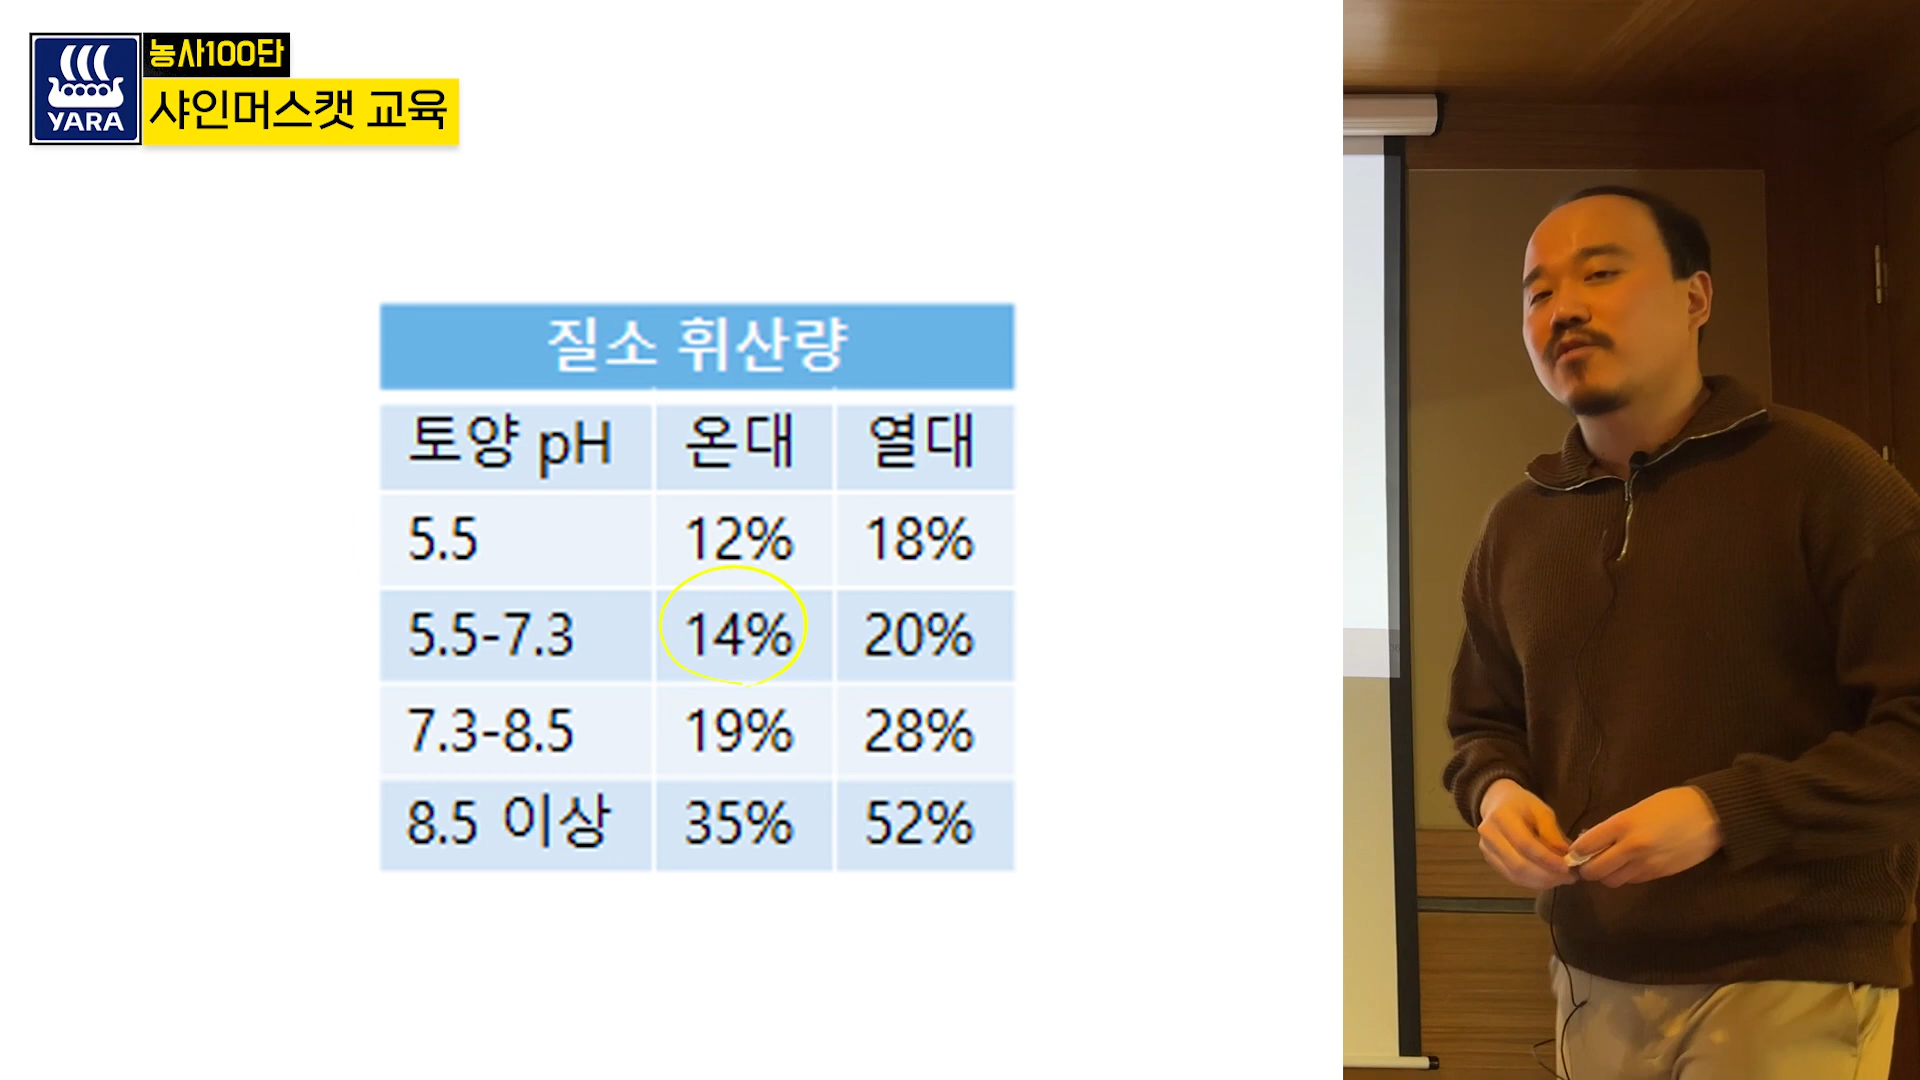 YARA
농사100단
샤인머스캣 교육
질소 휘산량
토양 pH 온대 열대
5.5 12% 18%
5.5-7.3 14% 20%
7.3-8.5 19% 28%
8.5 이상 35% 52%